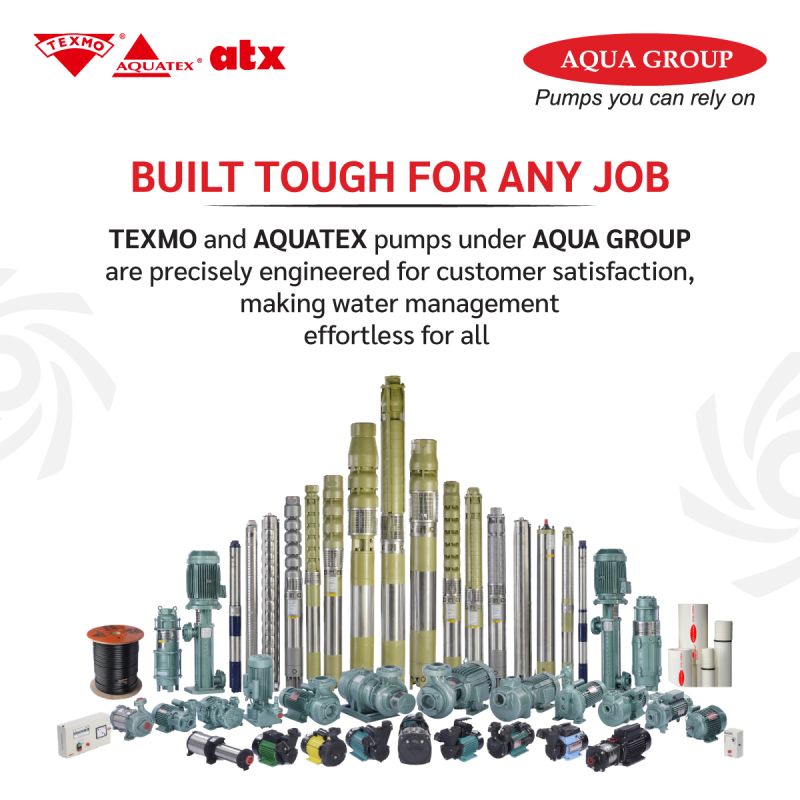 TEXMO®
AQUATEX®
atx
AQUA GROUP
Pumps you can rely on
BUILT TOUGH FOR ANY JOB
TEXMO and AQUATEX pumps under AQUA GROUP
are precisely engineered for customer satisfaction,
making water management
effortless for all